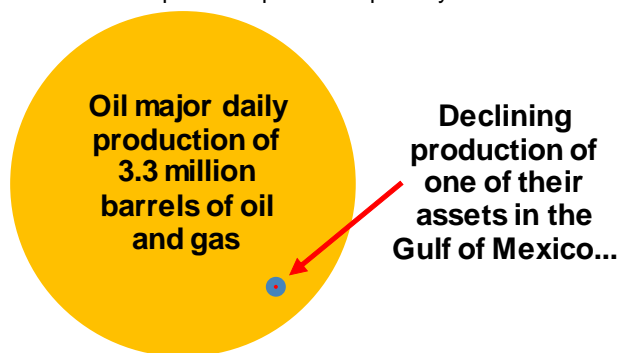 Oil major daily
production of
3.3 million
barrels of oil
and gas
Declining
production of
one of their
assets in the
Gulf of Mexico...